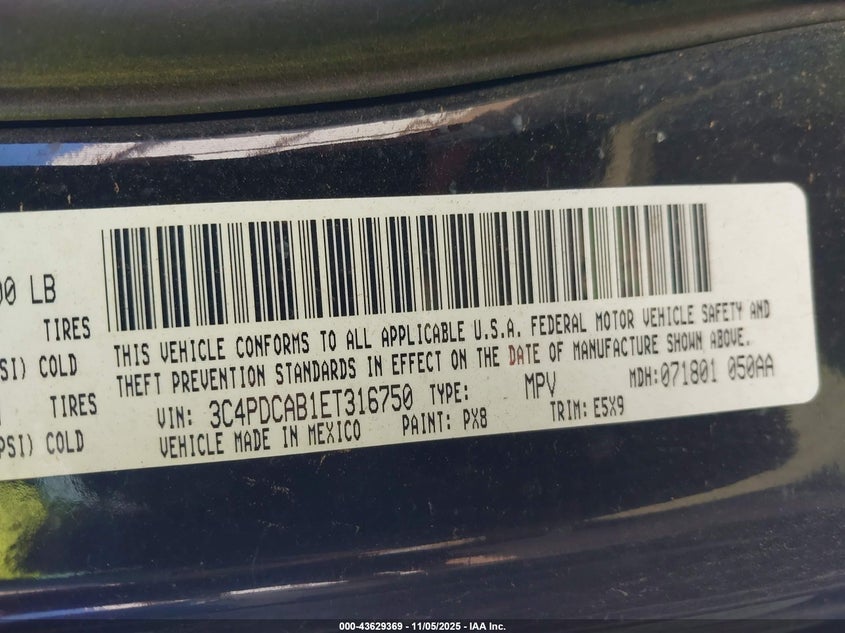 00 LB
TIRES
SI) COLD
TIRES
PSI) COLD
THIS VEHICLE CONFORMS TO ALL APPLICABLE U.S.A. FEDERAL MOTOR VEHICLE SAFETY AND
THEFT PREVENTION STANDARDS IN EFFECT ON THE DATE OF MANUFACTURE SHOWN ABOVE.
VIN: 3C4PDCAB1ET316750 TYPE: MPV MDH:071801 050AA
VEHICLE MADE IN MEXICO PAINT: PX8 TRIM: E5X9
000-43629369 - 11/05/2025 - IAA Inc.